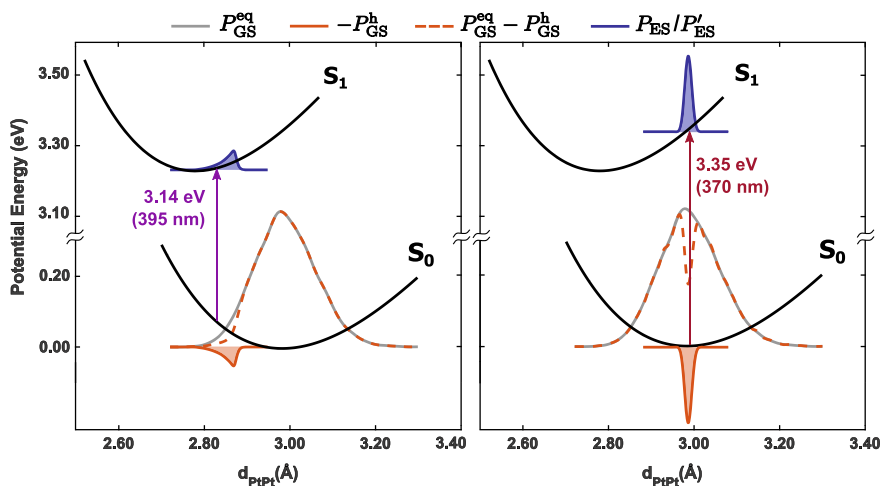 P_GS^eq -P_GS^h P_GS^eq - P_GS^h P_ES/P'_ES
Potential Energy (eV)
3.50
3.30
3.10
0.20
0.00
S1
3.14 eV
(395 nm)
S0
2.60 2.80 3.00 3.20 3.40
d_PtPt(Å)
S1
3.35 eV
(370 nm)
S0
2.60 2.80 3.00 3.20 3.40
d_PtPt(Å)